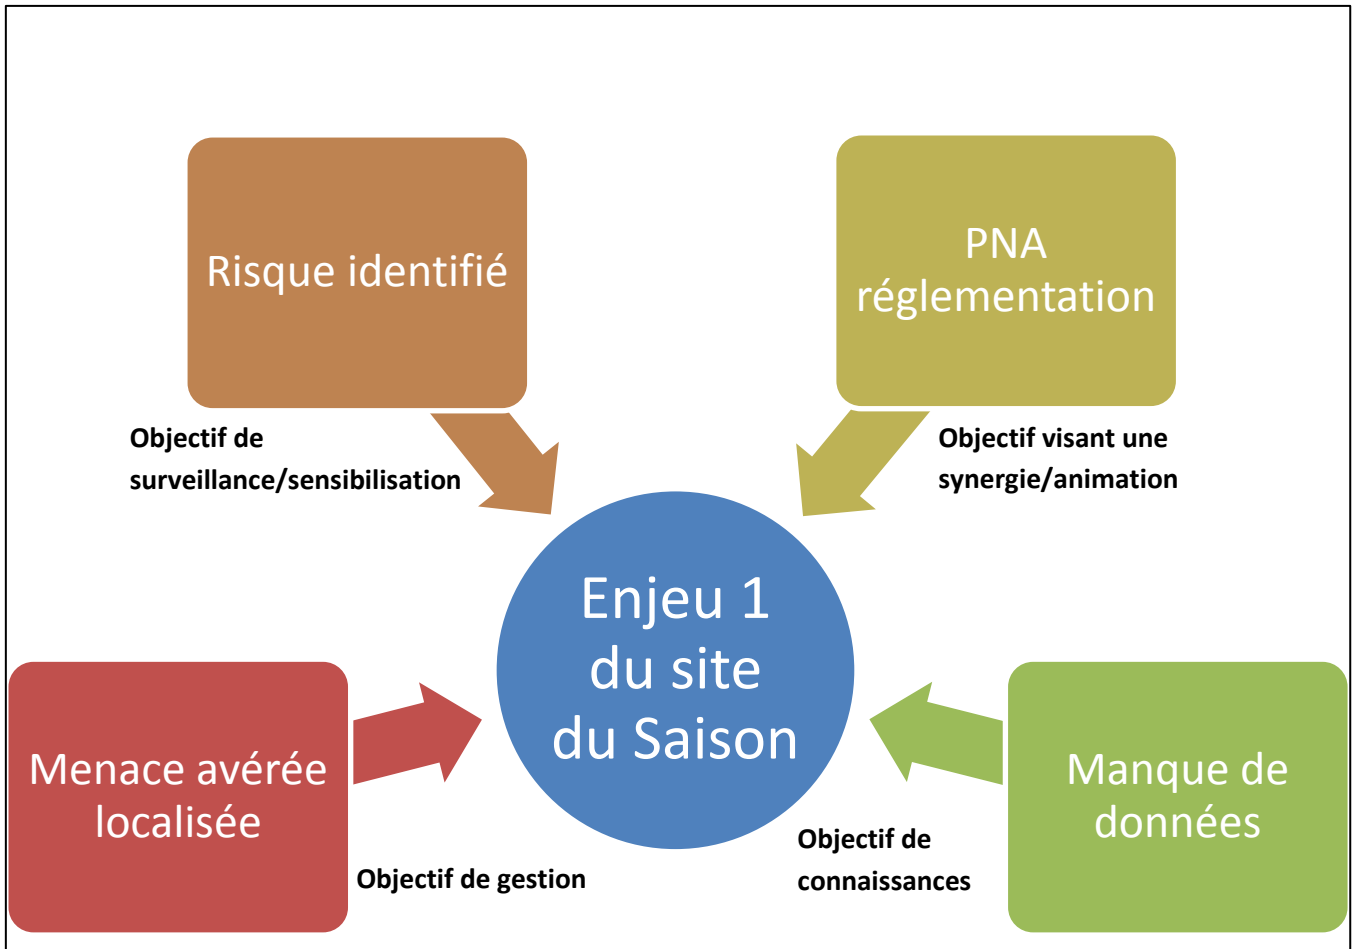 Risque identifié
PNA
réglementation
Objectif de
surveillance/sensibilisation
Objectif visant une
synergie/animation
Enjeu 1
du site
du Saison
Menace avérée
localisée
Manque de
données
Objectif de gestion
Objectif de
connaissances